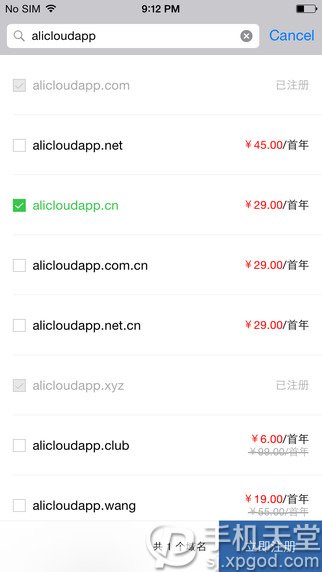 No SIM 9:12 PM
alicloudapp Cancel
alicloudapp.com 已注册
alicloudapp.net ￥45.00/首年
alicloudapp.cn ￥29.00/首年
alicloudapp.com.cn ￥29.00/首年
alicloudapp.net.cn ￥29.00/首年
alicloudapp.xyz 已注册
alicloudapp.club ￥6.00/首年
￥99.00/首年
alicloudapp.wang ￥19.00/首年
￥55.00/首年
共 1 个域名 立即注册
手机天堂
sj.xpgod.com